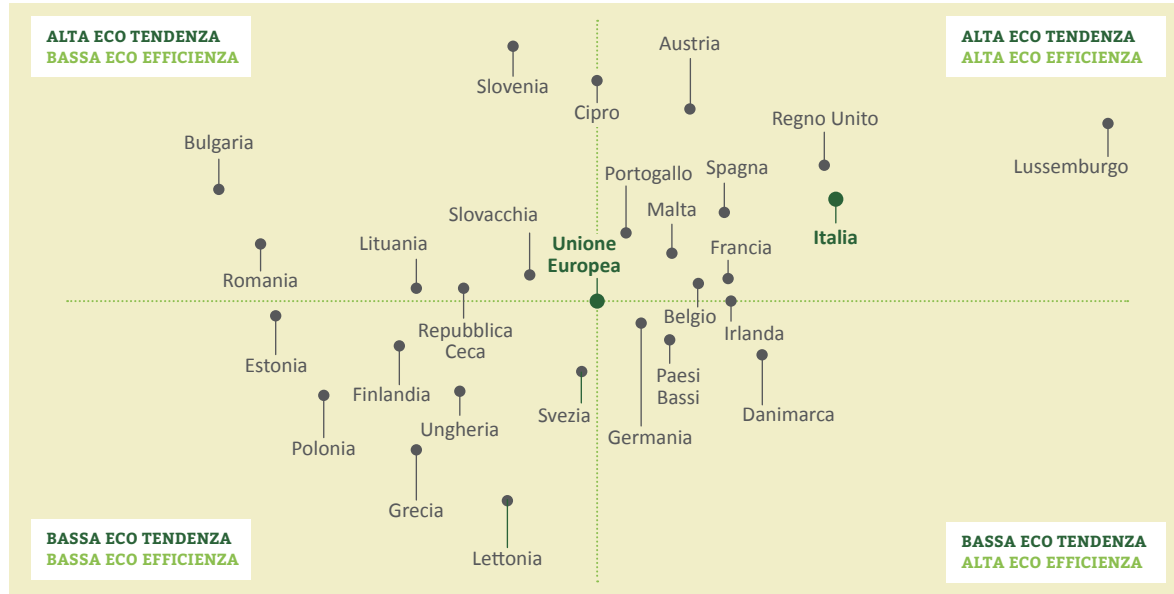 ALTA ECO TENDENZA
BASSA ECO EFFICIENZA
ALTA ECO TENDENZA
ALTA ECO EFFICIENZA
Austria
Slovenia
Cipro
Regno Unito
Bulgaria
Lussemburgo
Portogallo
Spagna
Slovacchia
Malta
Lituania
Unione
Europea
Italia
Francia
Romania
Belgio
Repubblica
Ceca
Irlanda
Estonia
Paesi
Bassi
Finlandia
Svezia
Danimarca
Ungheria
Germania
Polonia
Grecia
Lettonia
BASSA ECO TENDENZA
BASSA ECO EFFICIENZA
BASSA ECO TENDENZA
ALTA ECO EFFICIENZA